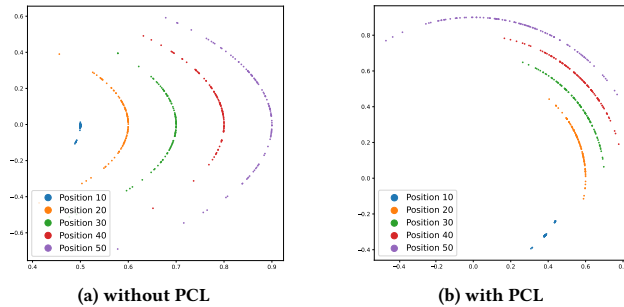 0.6
0.4
0.2
0.0
−0.2
−0.4
−0.6
0.4 0.5 0.6 0.7 0.8 0.9
Position 10
Position 20
Position 30
Position 40
Position 50
(a) without PCL
0.8
0.6
0.4
0.2
0.0
−0.2
−0.4
−0.4 −0.2 0.0 0.2 0.4 0.6
Position 10
Position 20
Position 30
Position 40
Position 50
(b) with PCL